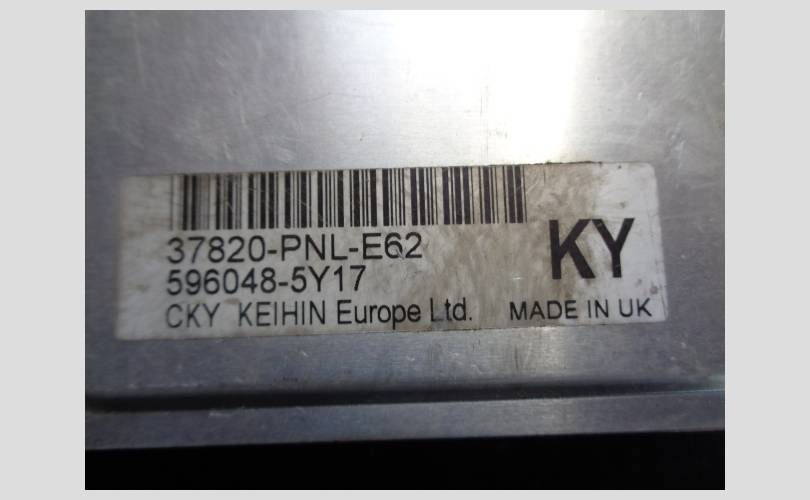 37820-PNL-E62
596048-5Y17
KY
CKY KEIHIN Europe Ltd. MADE IN UK